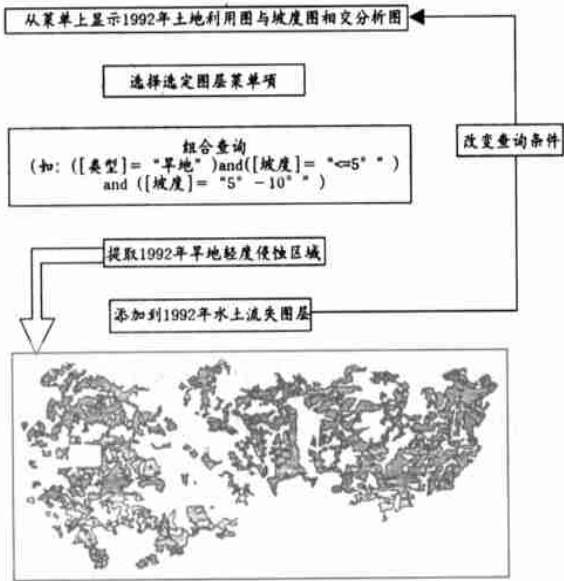 从菜单上显示1992年土地利用图与坡度图相交分析图
选择选定图层菜单项
组合查询
(如: ([类型]= “旱地” )and([坡度]= “<=5° ” )
and ([坡度]= “5° -10° ” )
改变查询条件
提取1992年旱地轻度侵蚀区域
添加到1992年水土流失图层